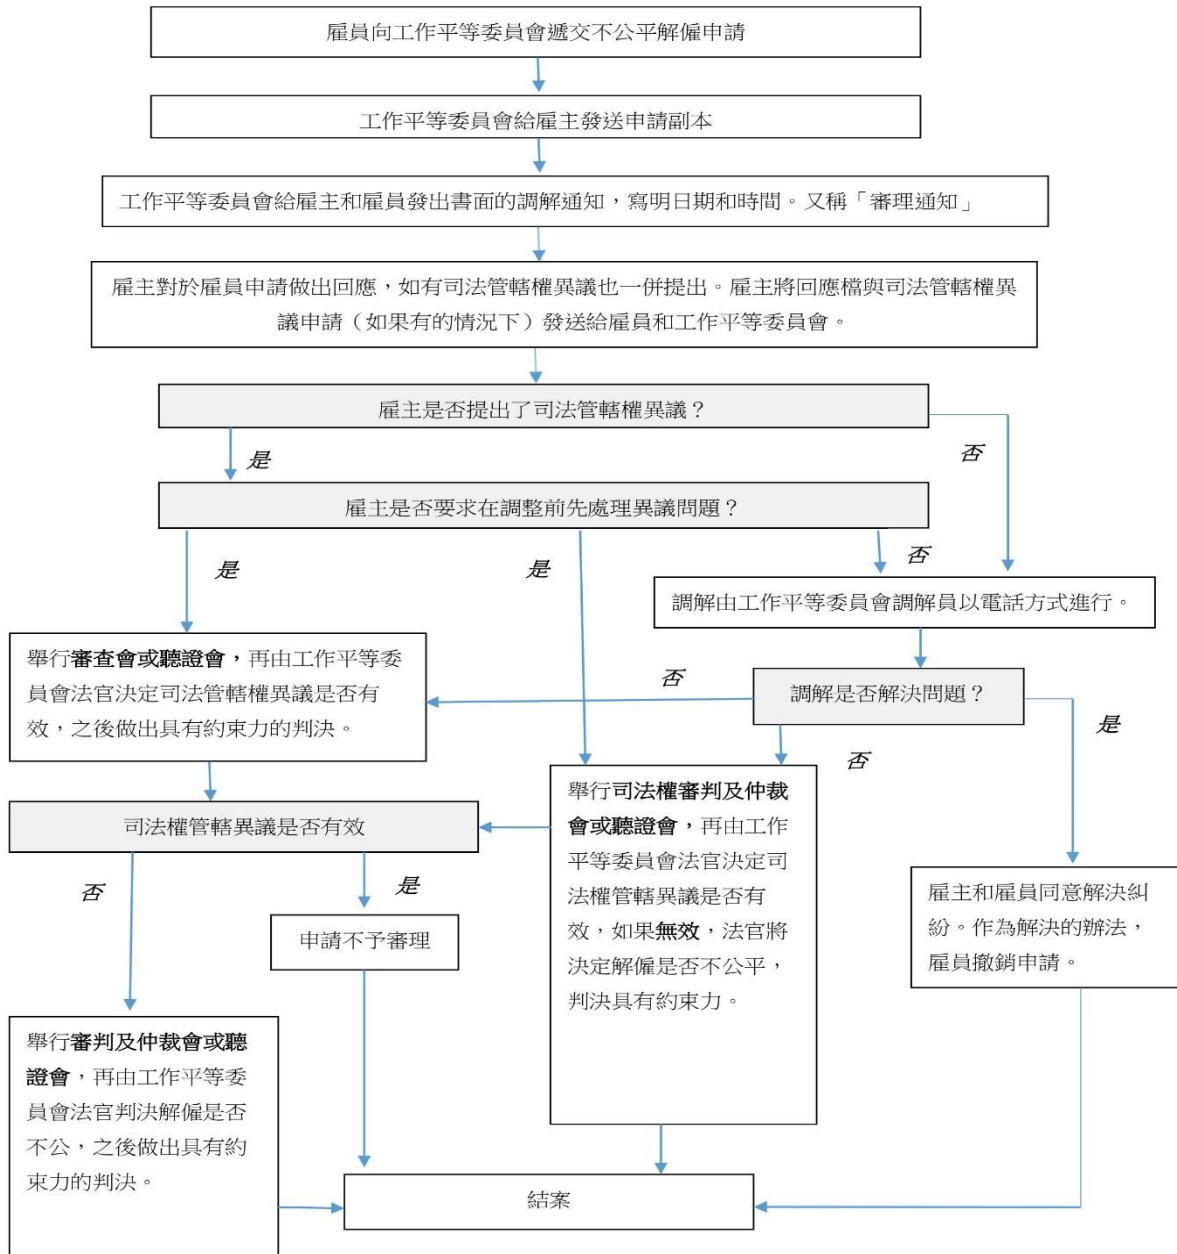 雇員向工作平等委員會遞交不公平解僱申請
工作平等委員會給雇主發送申請副本
工作平等委員會給雇主和雇員發出書面的調解通知，寫明日期和時間。又稱「審理通知」
雇主對於雇員申請做出回應，如有司法管轄權異議也一併提出。雇主將回應檔與司法管轄權異
議申請（如果有的情況下）發送給雇員和工作平等委員會。
雇主是否提出了司法管轄權異議？
是
否
雇主是否要求在調整前先處理異議問題？
是
是
否
調解由工作平等委員會調解員以電話方式進行。
舉行審查會或聽證會，再由工作平等委
員會法官決定司法管轄權異議是否有
效，之後做出具有約束力的判決。
否
調解是否解決問題？
是
否
司法權管轄異議是否有效
否
是
申請不予審理
舉行司法權審判及仲裁
會或聽證會，再由工作
平等委員會法官決定司
法權管轄異議是否有
效，如果無效，法官將
決定解僱是否不公平，
判決具有約束力。
雇主和雇員同意解決糾
紛。作為解決的辦法，
雇員撤銷申請。
舉行審判及仲裁會或聽
證會，再由工作平等委
員會法官判決解僱是否
不公，之後做出具有約
束力的判決。
結案